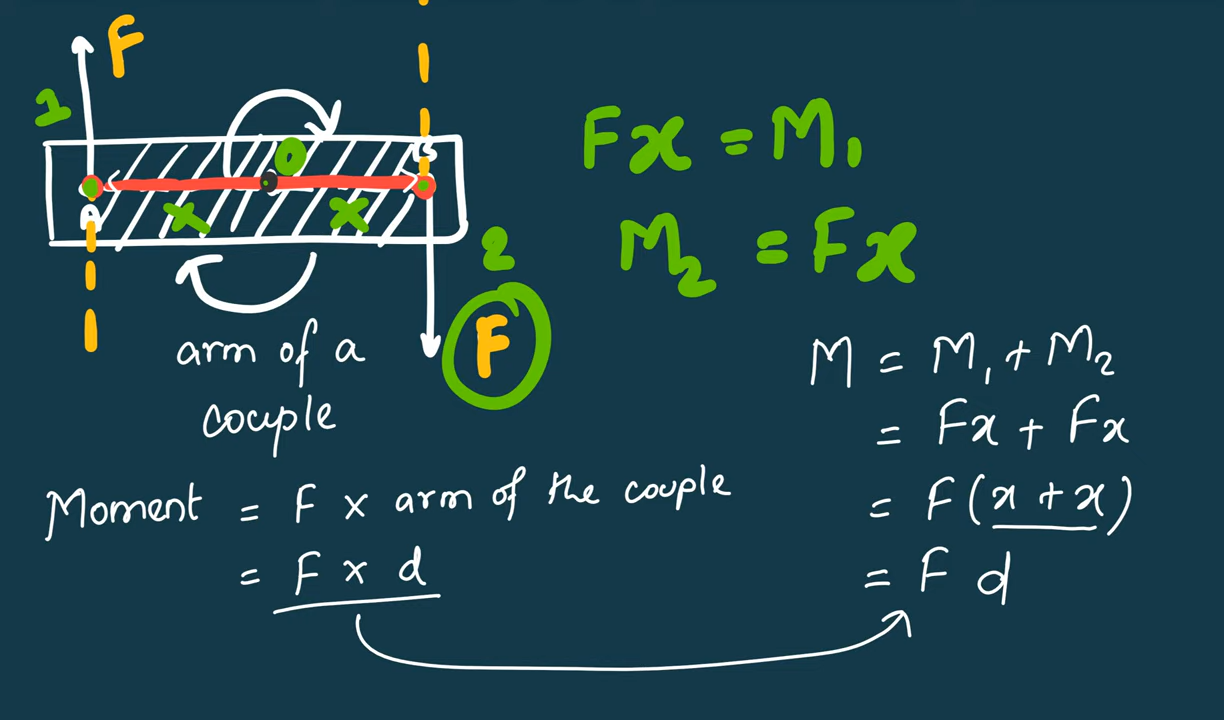 F
1
O
x x
2
F
Fx = M₁
M₂ = Fx
arm of a
couple
Moment = F x arm of the couple
= F x d
M = M₁ + M₂
= Fx + Fx
= F(x + x)
= F d